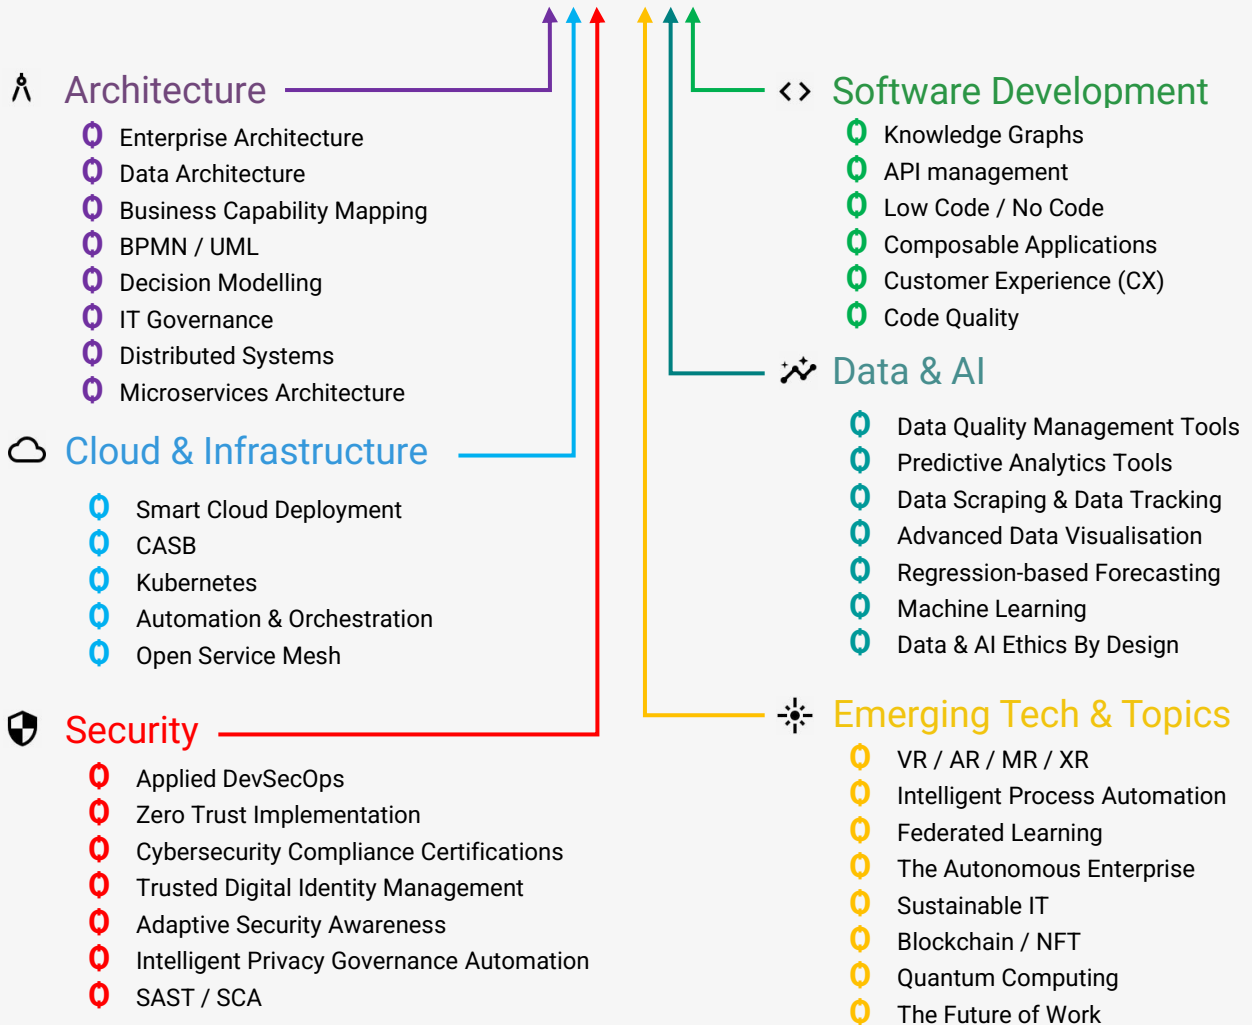 Architecture
Enterprise Architecture
Data Architecture
Business Capability Mapping
BPMN / UML
Decision Modelling
IT Governance
Distributed Systems
Microservices Architecture
Cloud & Infrastructure
Smart Cloud Deployment
CASB
Kubernetes
Automation & Orchestration
Open Service Mesh
Security
Applied DevSecOps
Zero Trust Implementation
Cybersecurity Compliance Certifications
Trusted Digital Identity Management
Adaptive Security Awareness
Intelligent Privacy Governance Automation
SAST / SCA
Software Development
Knowledge Graphs
API management
Low Code / No Code
Composable Applications
Customer Experience (CX)
Code Quality
Data & AI
Data Quality Management Tools
Predictive Analytics Tools
Data Scraping & Data Tracking
Advanced Data Visualisation
Regression-based Forecasting
Machine Learning
Data & AI Ethics By Design
Emerging Tech & Topics
VR / AR / MR / XR
Intelligent Process Automation
Federated Learning
The Autonomous Enterprise
Sustainable IT
Blockchain / NFT
Quantum Computing
The Future of Work